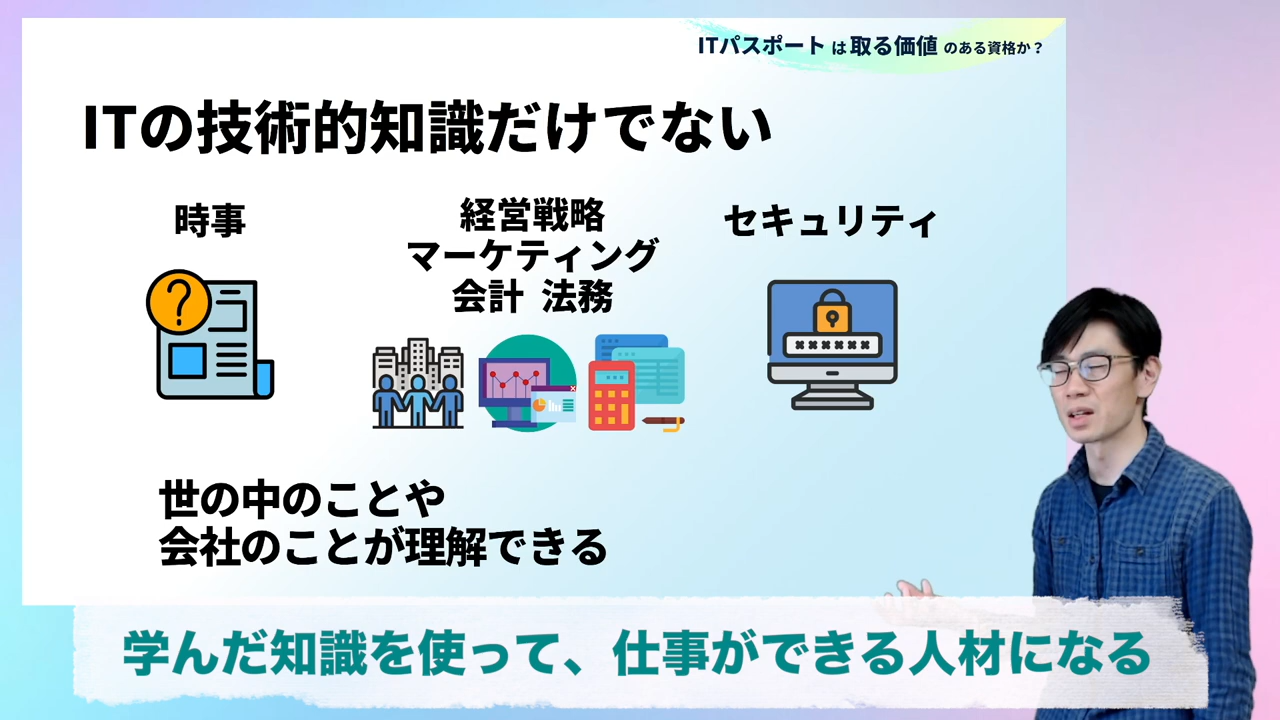 ITパスポート は 取る価値 のある資格か？
ITの技術的知識だけでない
時事
経営戦略
マーケティング
会計 法務
セキュリティ
世の中のことや
会社のことが理解できる
学んだ知識を使って、仕事ができる人材になる